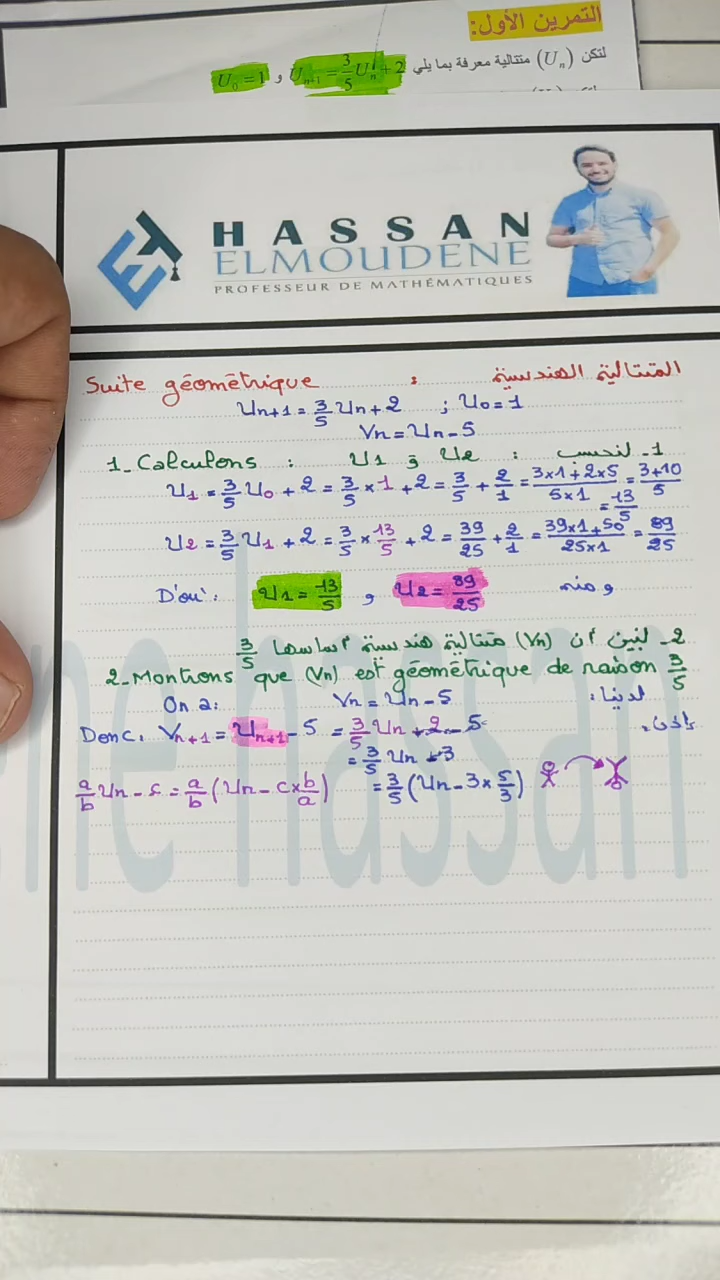 التمرين الأول:
لتكن (Uₙ) متتالية معرفة بما يلي Uₙ₊₁ = 3/5 Uₙ + 2 و U₀ = 1
HASSAN
ELMOUDENE
PROFESSEUR DE MATHÉMATIQUES
Suite géométrique : المتتالية الهندسية
Uₙ₊₁ = 3/5 Uₙ + 2 ; U₀ = 1
Vₙ = Uₙ - 5
1_Calculons : U₁ و U₂ : 1- لنحسب
U₁ = 3/5 U₀ + 2 = 3/5 × 1 + 2 = 3/5 + 2/1 = (3×1+2×5)/(5×1) = (3+10)/5
= 13/5
U₂ = 3/5 U₁ + 2 = 3/5 × 13/5 + 2 = 39/25 + 2/1 = (39×1+50)/(25×1) = 89/25
D'où: U₁ = 13/5 و U₂ = 89/25 ومنه
2- لنبين أن (Vₙ) متتالية هندسية أساسها 3/5
2_Montrons que (Vₙ) est géométrique de raison 3/5
On a: Vₙ = Uₙ - 5 لدينا:
Donc: Vₙ₊₁ = Uₙ₊₁ - 5 = 3/5 Uₙ + 2 - 5 إذن:
= 3/5 Uₙ - 3
a/b Uₙ - c = a/b (Uₙ - c × b/a) = 3/5 (Uₙ - 3 × 5/3)
ene hassan